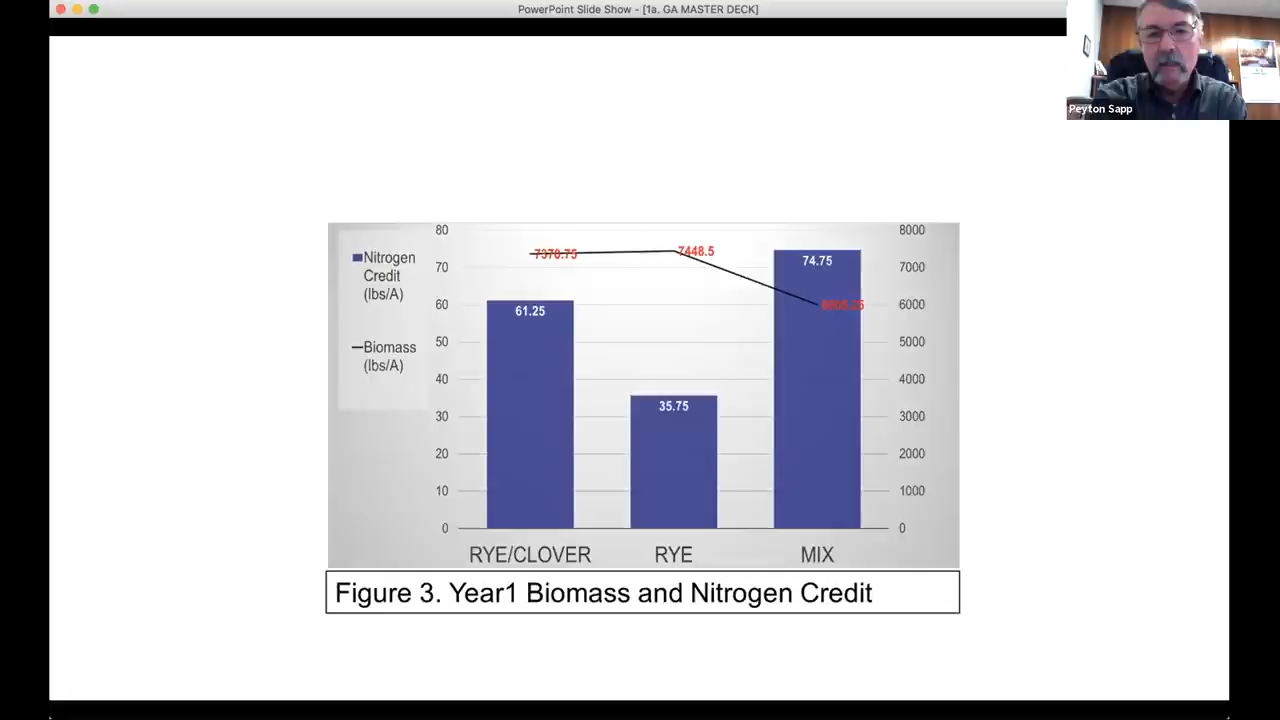 PowerPoint Slide Show - [1a. GA MASTER DECK]
Peyton Sapp
Nitrogen
Credit
(lbs/A)
Biomass
(lbs/A)
80
70
60
50
40
30
20
10
0
7448.5
61.25
35.75
74.75
8000
7000
6000
5000
4000
3000
2000
1000
0
RYE/CLOVER
RYE
MIX
Figure 3. Year1 Biomass and Nitrogen Credit